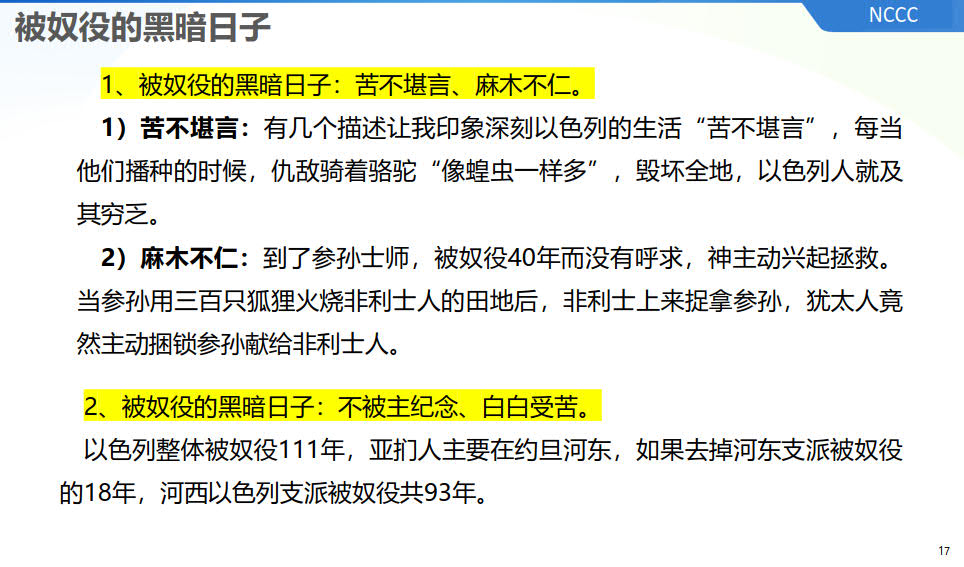 被奴役的黑暗日子
NCCC
1、被奴役的黑暗日子：苦不堪言、麻木不仁。
1）苦不堪言：有几个描述让我印象深刻以色列的生活“苦不堪言”，每当
他们播种的时候，仇敌骑着骆驼“像蝗虫一样多”，毁坏全地，以色列人就及
其穷乏。
2）麻木不仁：到了参孙士师，被奴役40年而没有呼求，神主动兴起拯救。
当参孙用三百只狐狸火烧非利士人的田地后，非利士上来捉拿参孙，犹太人竟
然主动捆锁参孙献给非利士人。
2、被奴役的黑暗日子：不被主纪念、白白受苦。
以色列整体被奴役111年，亚扪人主要在约旦河东，如果去掉河东支派被奴役
的18年，河西以色列支派被奴役共93年。
17